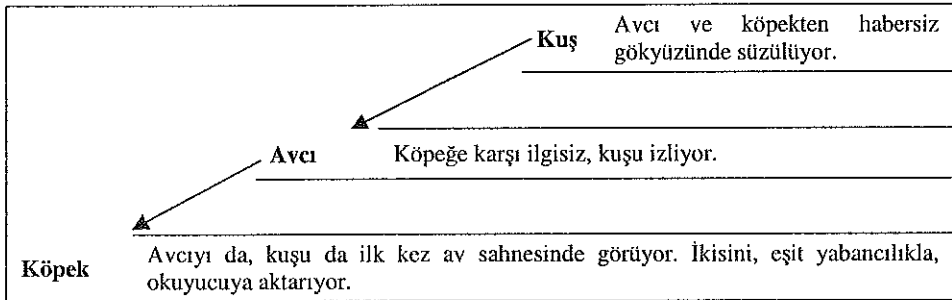 Kuş
Avcı ve köpekten habersiz
gökyüzünde süzülüyor.
Avcı
Köpeğe karşı ilgisiz, kuşu izliyor.
Köpek
Avcıyı da, kuşu da ilk kez av sahnesinde görüyor. İkisini, eşit yabancılıkla,
okuyucuya aktarıyor.